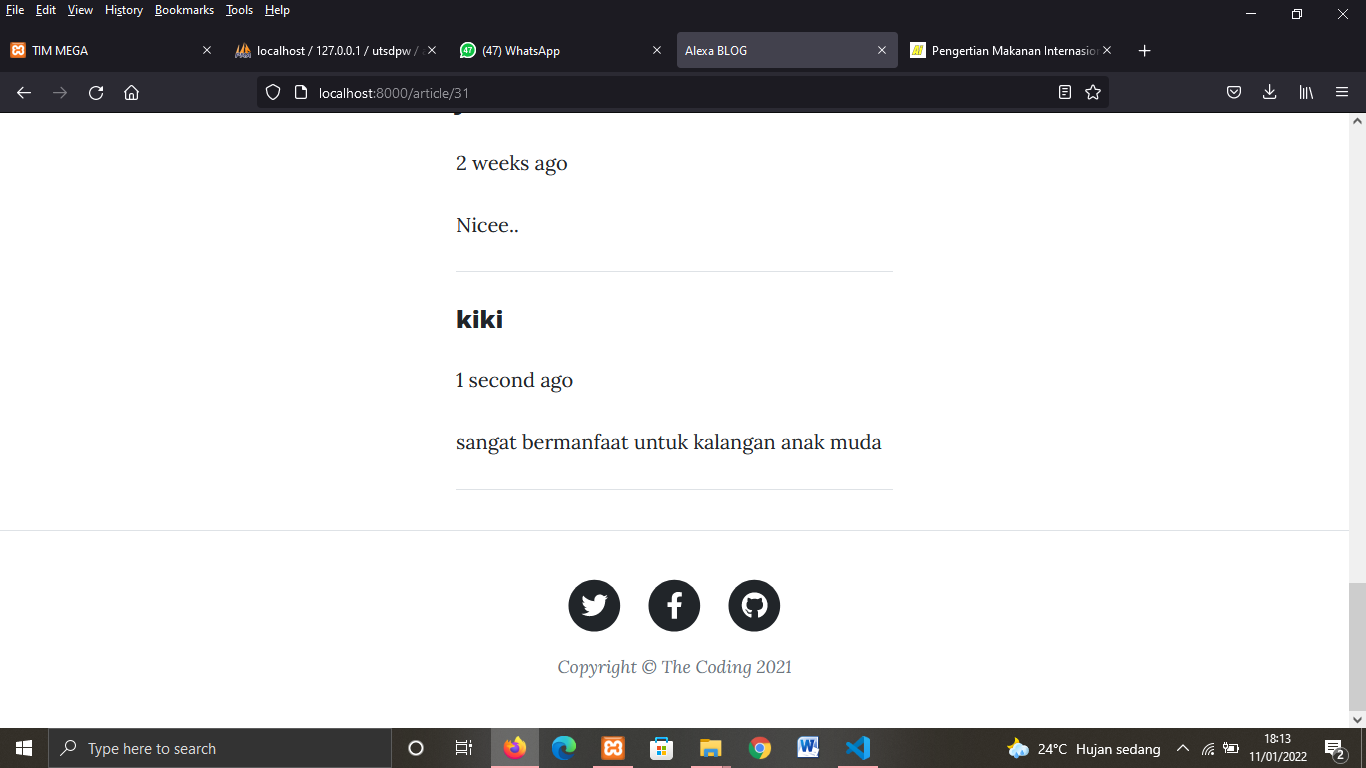 File Edit View History Bookmarks Tools Help
TIM MEGA
localhost / 127.0.0.1 / utsdpw /
47
(47) WhatsApp
Alexa BLOG
Pengertian Makanan Internasion
localhost:8000/article/31
2 weeks ago
Nicee..
kiki
1 second ago
sangat bermanfaat untuk kalangan anak muda
Copyright © The Coding 2021
Type here to search
24°C Hujan sedang
18:13
11/01/2022
2